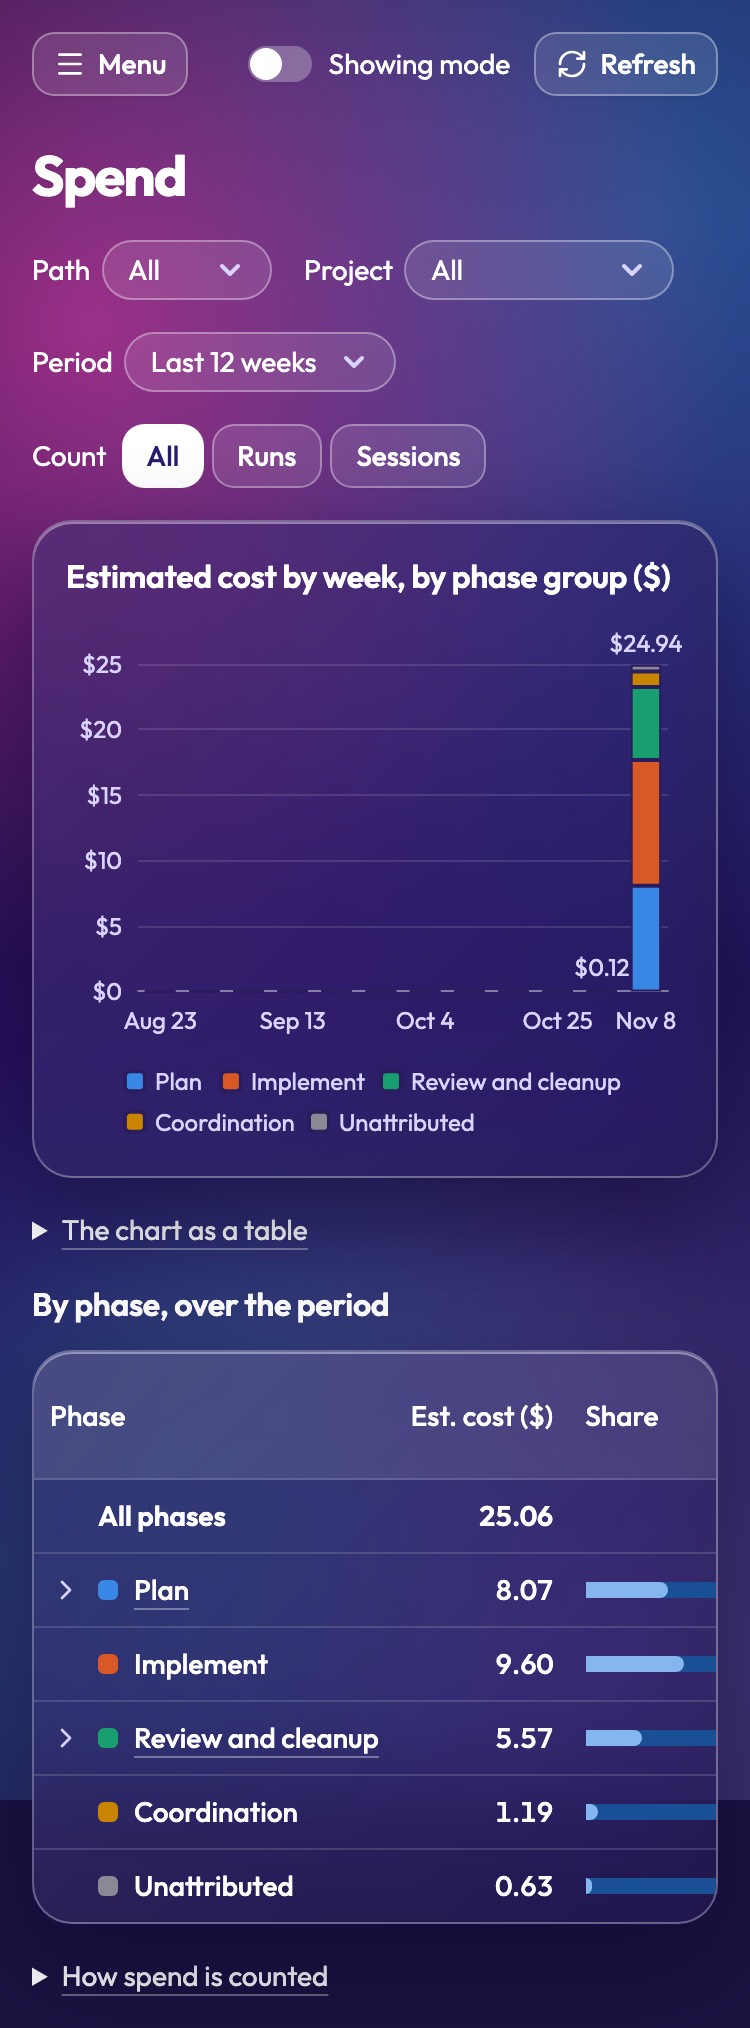 Menu
Showing mode
Refresh
Spend
Path All
Project All
Period Last 12 weeks
Count All Runs Sessions
Estimated cost by week, by phase group ($)
$24.94
$25
$20
$15
$10
$5
$0.12
$0
Aug 23 Sep 13 Oct 4 Oct 25 Nov 8
Plan Implement Review and cleanup
Coordination Unattributed
The chart as a table
By phase, over the period
Phase Est. cost ($) Share
All phases 25.06
Plan 8.07
Implement 9.60
Review and cleanup 5.57
Coordination 1.19
Unattributed 0.63
How spend is counted